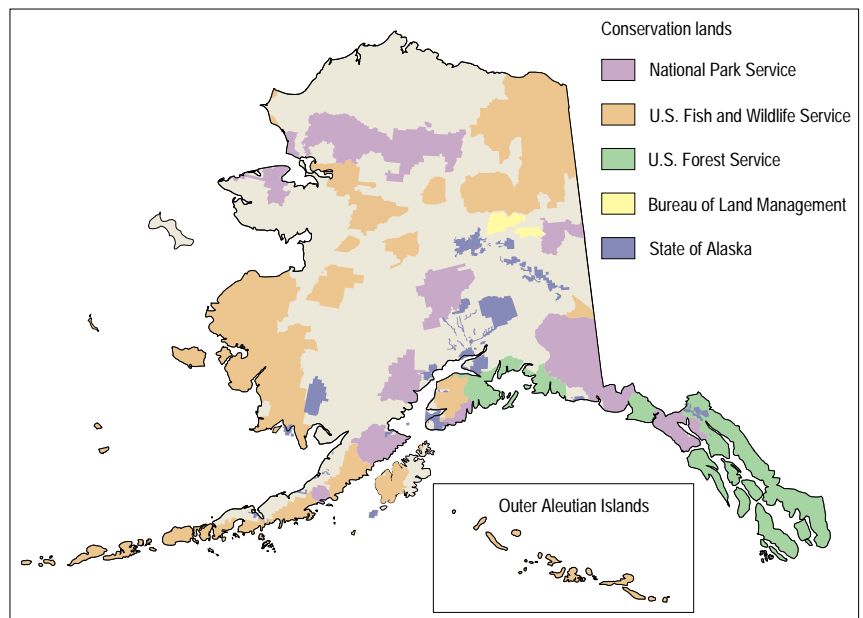 Conservation lands
National Park Service
U.S. Fish and Wildlife Service
U.S. Forest Service
Bureau of Land Management
State of Alaska
Outer Aleutian Islands